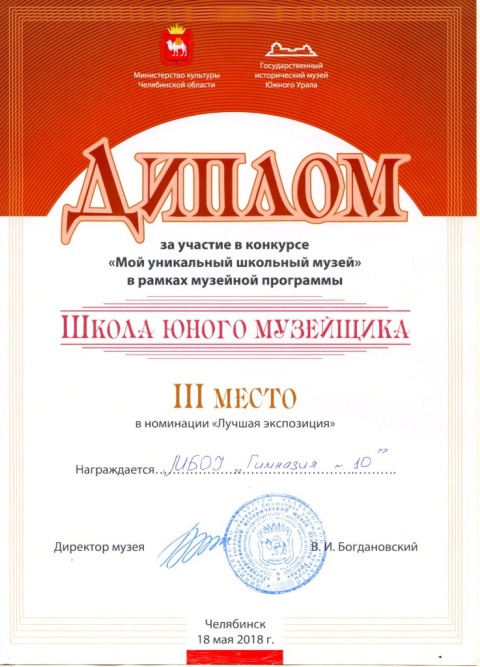 Министерство культуры
Челябинской области
Государственный
исторический музей
Южного Урала
Диплом
за участие в конкурсе
«Мой уникальный школьный музей»
в рамках музейной программы
Школа юного музейщика
III место
в номинации «Лучшая экспозиция»
Награждается МБОУ „Гимназия ~ 10”
Директор музея В. И. Богдановский
Челябинск
18 мая 2018 г.